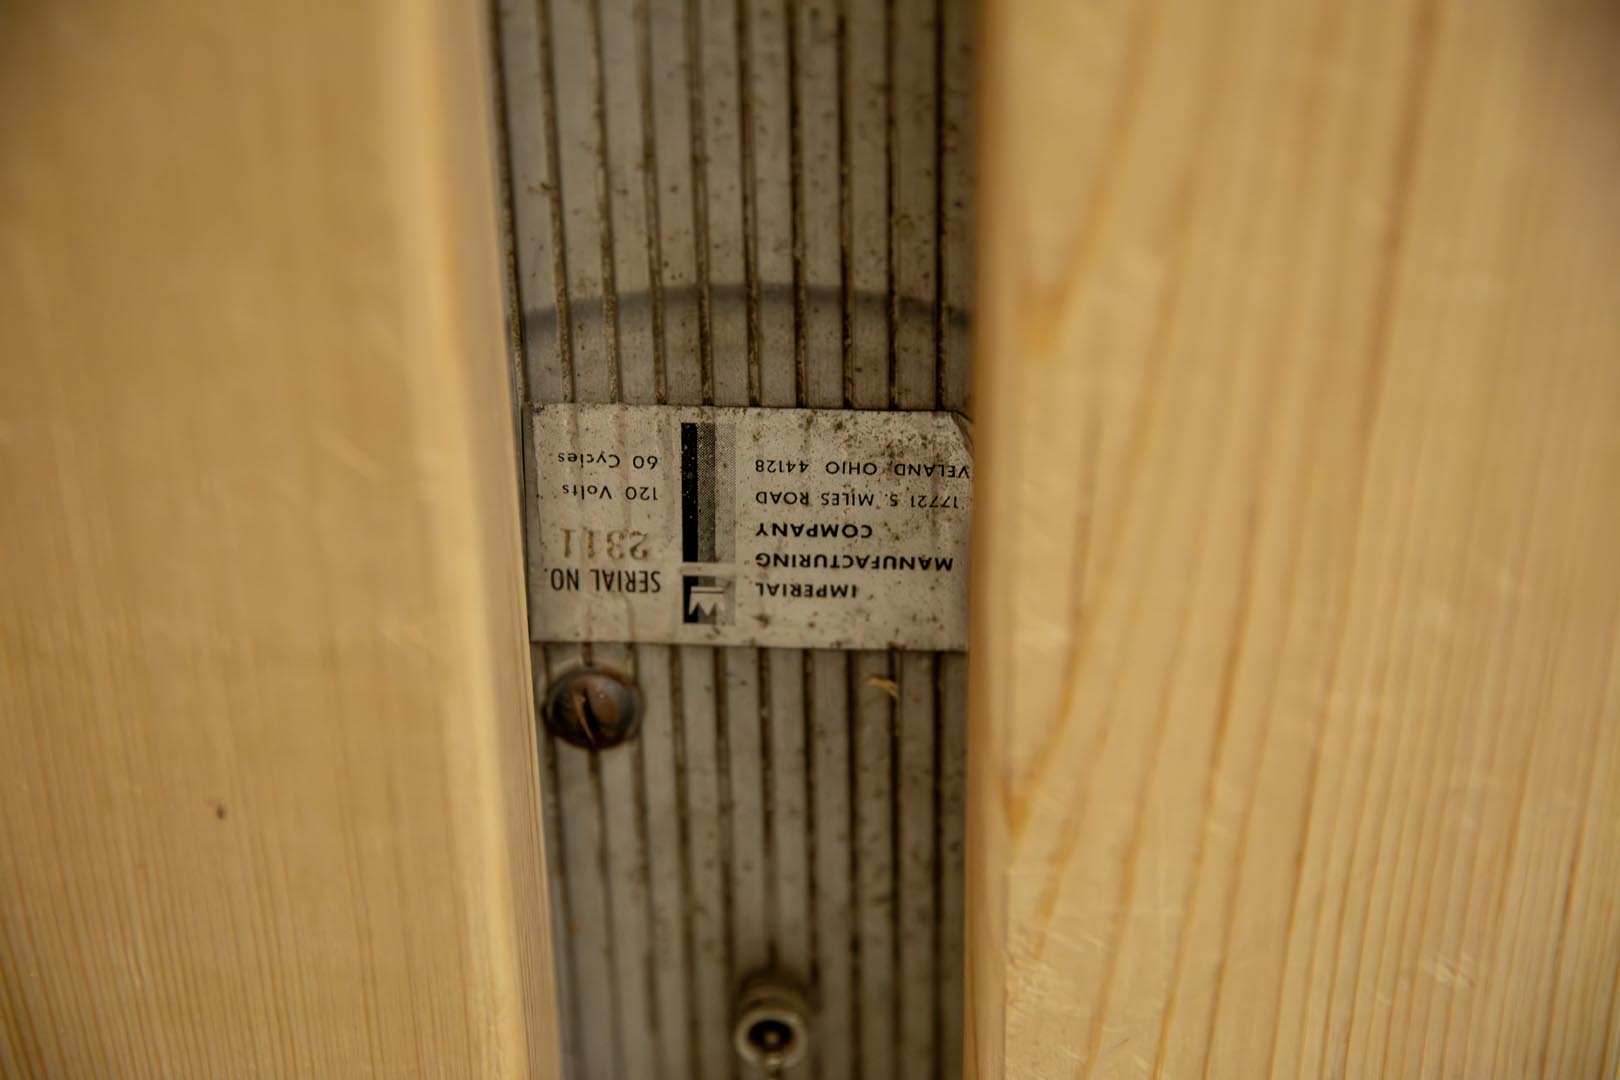 IMPERIAL
MANUFACTURING
COMPANY
17721 S. MILES ROAD
VELAND, OHIO 44128
SERIAL NO.
2311
120 Volts
60 Cycles